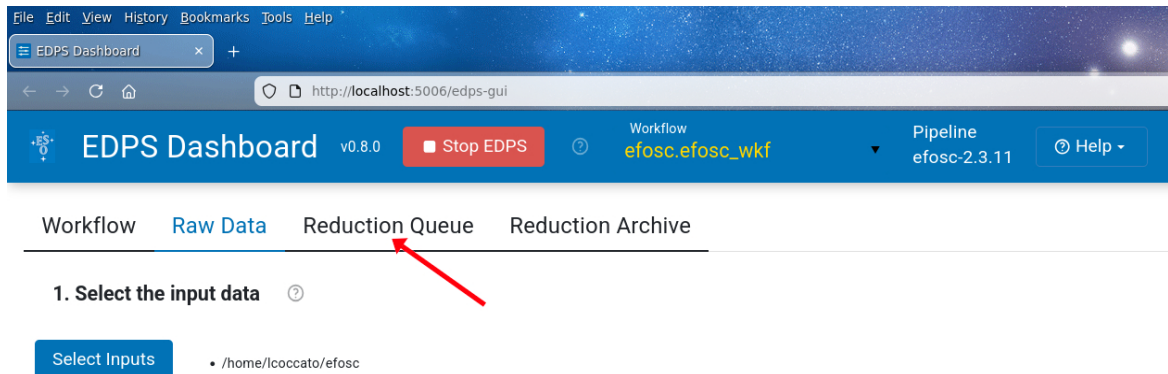 File Edit View History Bookmarks Tools Help
EDPS Dashboard × +
http://localhost:5006/edps-gui
ESO EDPS Dashboard v0.8.0 Stop EDPS ? Workflow
efosc.efosc_wkf
Pipeline
efosc-2.3.11
? Help
Workflow Raw Data Reduction Queue Reduction Archive
1. Select the input data ?
Select Inputs • /home/lcoccato/efosc